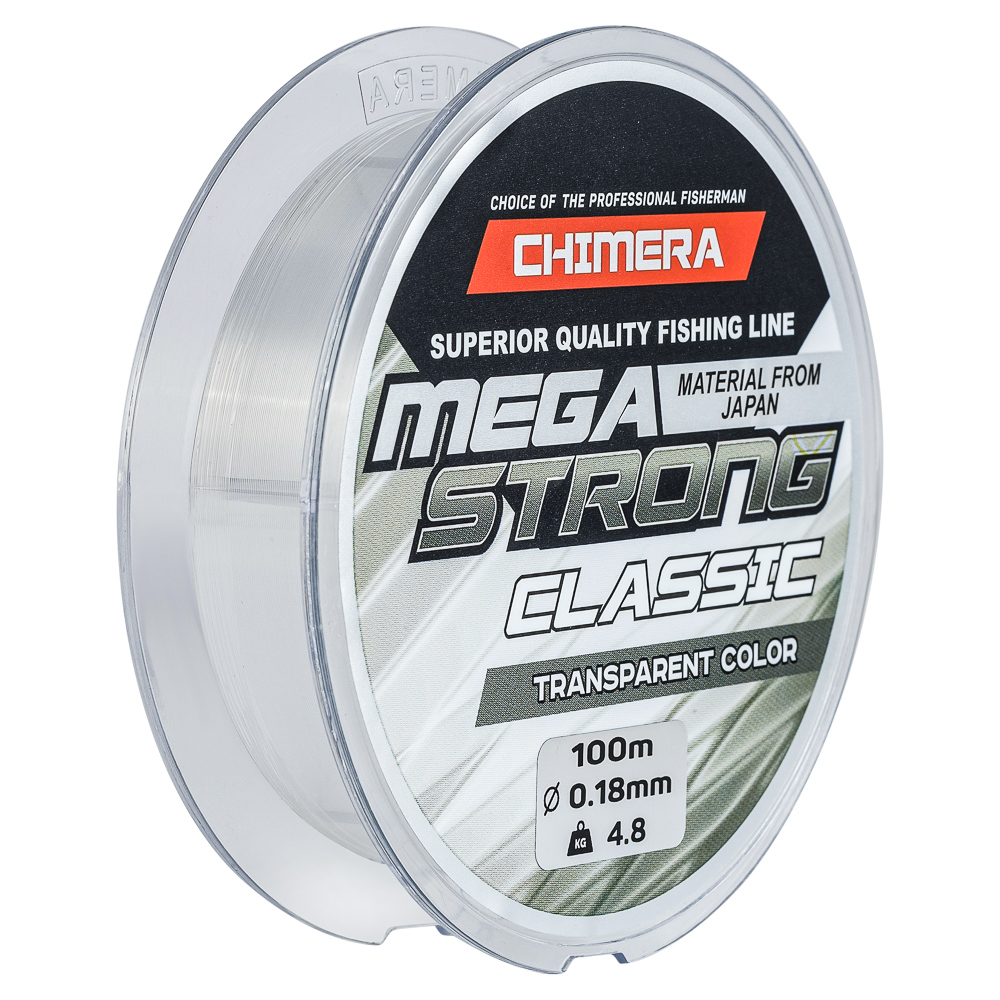 CHOICE OF THE PROFESSIONAL FISHERMAN
CHIMERA
SUPERIOR QUALITY FISHING LINE
MEGA
MATERIAL FROM
JAPAN
STRONG
CLASSIC
TRANSPARENT COLOR
100m
Ø 0.18mm
KG 4.8